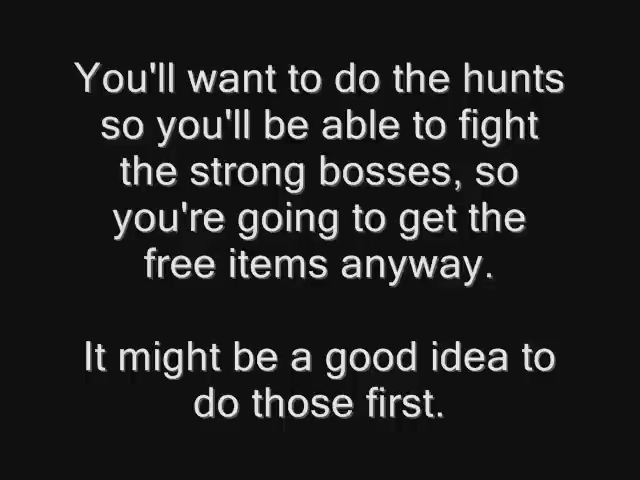 You'll want to do the hunts
so you'll be able to fight
the strong bosses, so
you're going to get the
free items anyway.
It might be a good idea to
do those first.